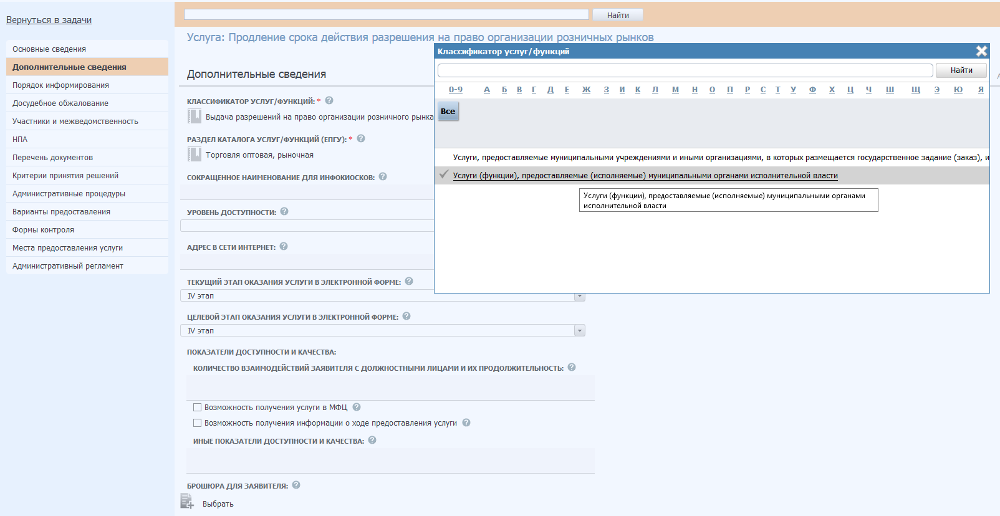 Вернуться в задачи
Основные сведения
Дополнительные сведения
Порядок информирования
Досудебное обжалование
Участники и межведомственность
НПА
Перечень документов
Критерии принятия решений
Административные процедуры
Варианты предоставления
Формы контроля
Места предоставления услуги
Административный регламент
Найти
Услуга: Продление срока действия разрешения на право организации розничных рынков
Дополнительные сведения
КЛАССИФИКАТОР УСЛУГ/ФУНКЦИЙ: * ?
Выдача разрешений на право организации розничного рынка
РАЗДЕЛ КАТАЛОГА УСЛУГ/ФУНКЦИЙ (ЕПГУ): * ?
Торговля оптовая, рыночная
СОКРАЩЕННОЕ НАИМЕНОВАНИЕ ДЛЯ ИНФОКИОСКОВ: ?
УРОВЕНЬ ДОСТУПНОСТИ: ?
АДРЕС В СЕТИ ИНТЕРНЕТ: ?
ТЕКУЩИЙ ЭТАП ОКАЗАНИЯ УСЛУГИ В ЭЛЕКТРОННОЙ ФОРМЕ: ?
IV этап
ЦЕЛЕВОЙ ЭТАП ОКАЗАНИЯ УСЛУГИ В ЭЛЕКТРОННОЙ ФОРМЕ: ?
IV этап
ПОКАЗАТЕЛИ ДОСТУПНОСТИ И КАЧЕСТВА:
КОЛИЧЕСТВО ВЗАИМОДЕЙСТВИЙ ЗАЯВИТЕЛЯ С ДОЛЖНОСТНЫМИ ЛИЦАМИ И ИХ ПРОДОЛЖИТЕЛЬНОСТЬ: ?
Возможность получения услуги в МФЦ ?
Возможность получения информации о ходе предоставления услуги ?
ИНЫЕ ПОКАЗАТЕЛИ ДОСТУПНОСТИ И КАЧЕСТВА: ?
БРОШЮРА ДЛЯ ЗАЯВИТЕЛЯ: ?
Выбрать
Классификатор услуг/функций
Найти
0-9 А Б В Г Д Е Ж З И К Л М Н О П Р С Т У Ф Х Ц Ч Ш Щ Э Ю Я
Все
Услуги, предоставляемые муниципальными учреждениями и иными организациями, в которых размещается государственное задание (заказ), и
Услуги (функции), предоставляемые (исполняемые) муниципальными органами исполнительной власти
Услуги (функции), предоставляемые (исполняемые) муниципальными органами
исполнительной власти